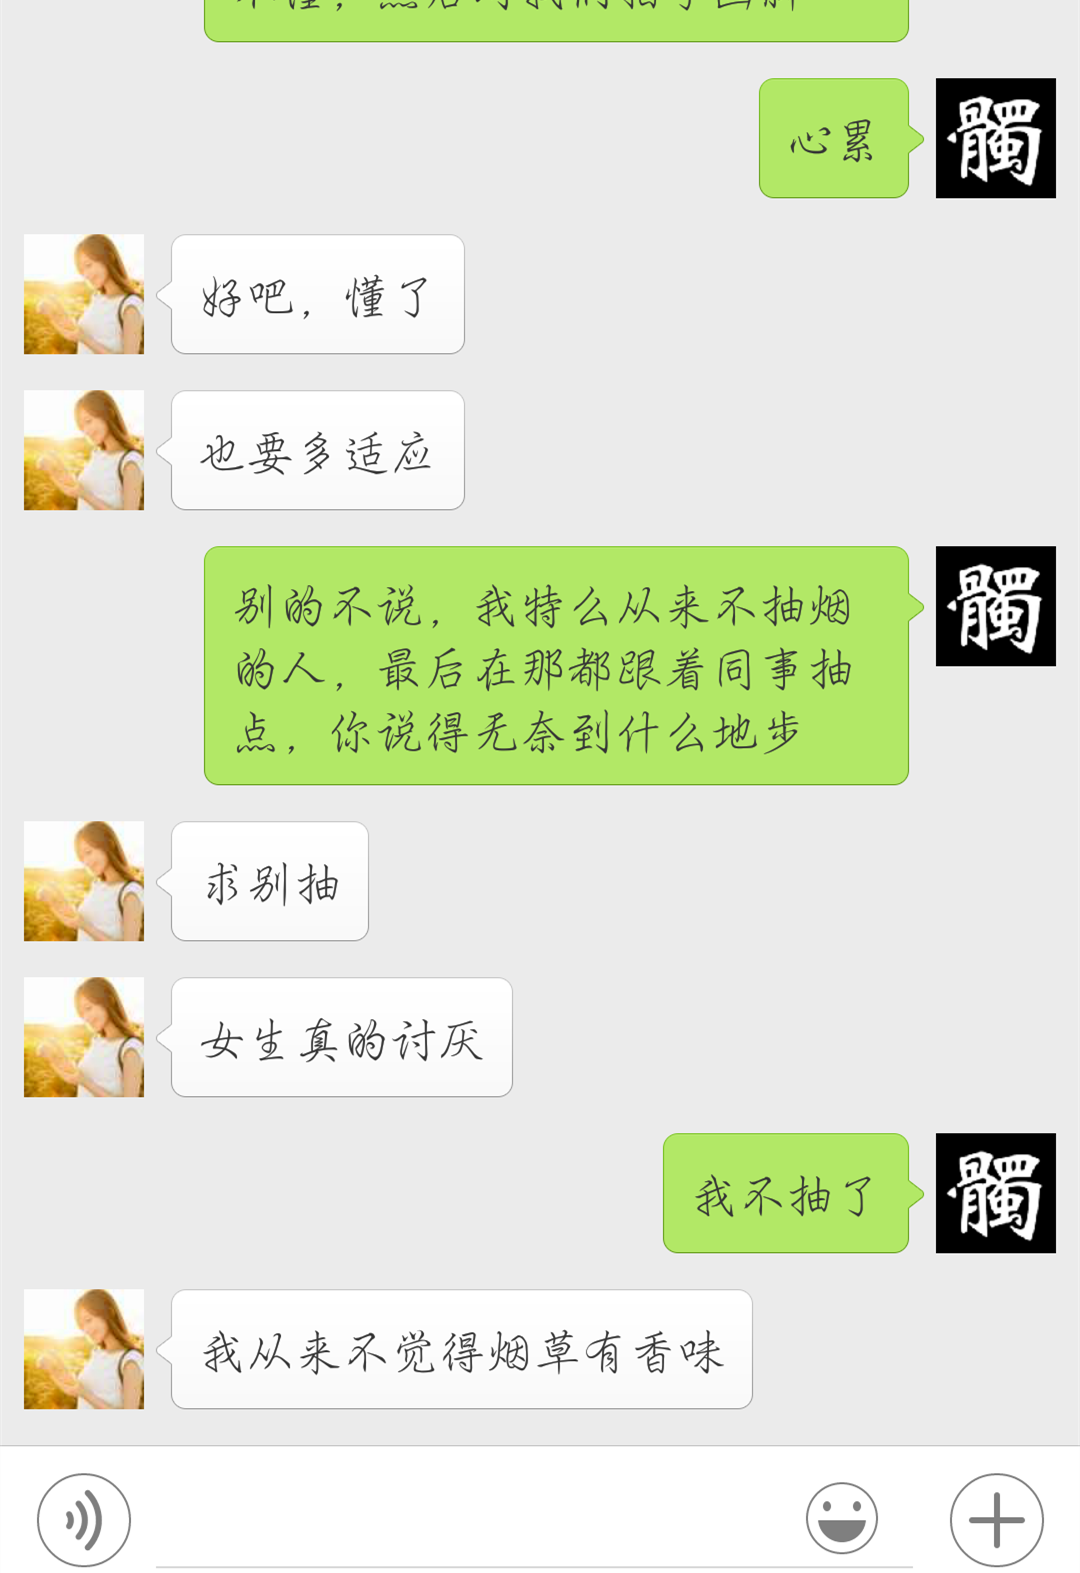 心累
髑
好吧，懂了
也要多适应
别的不说，我特么从来不抽烟
的人，最后在那都跟着同事抽
点，你说得无奈到什么地步
髑
求别抽
女生真的讨厌
我不抽了
髑
我从来不觉得烟草有香味